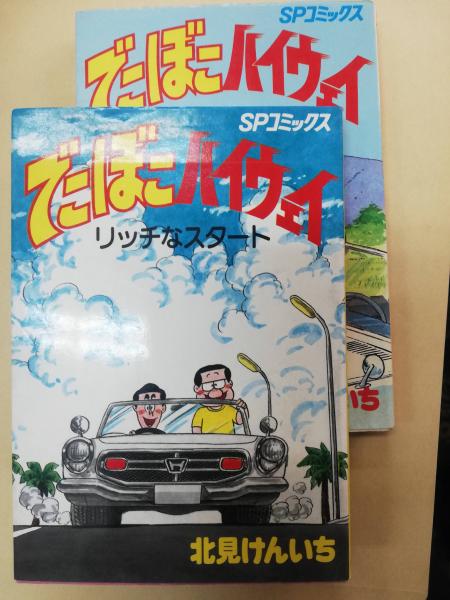 SPコミックス
でこぼこハイウェイ
SPコミックス
でこぼこハイウェイ
リッチなスタート
いち
北見けんいち